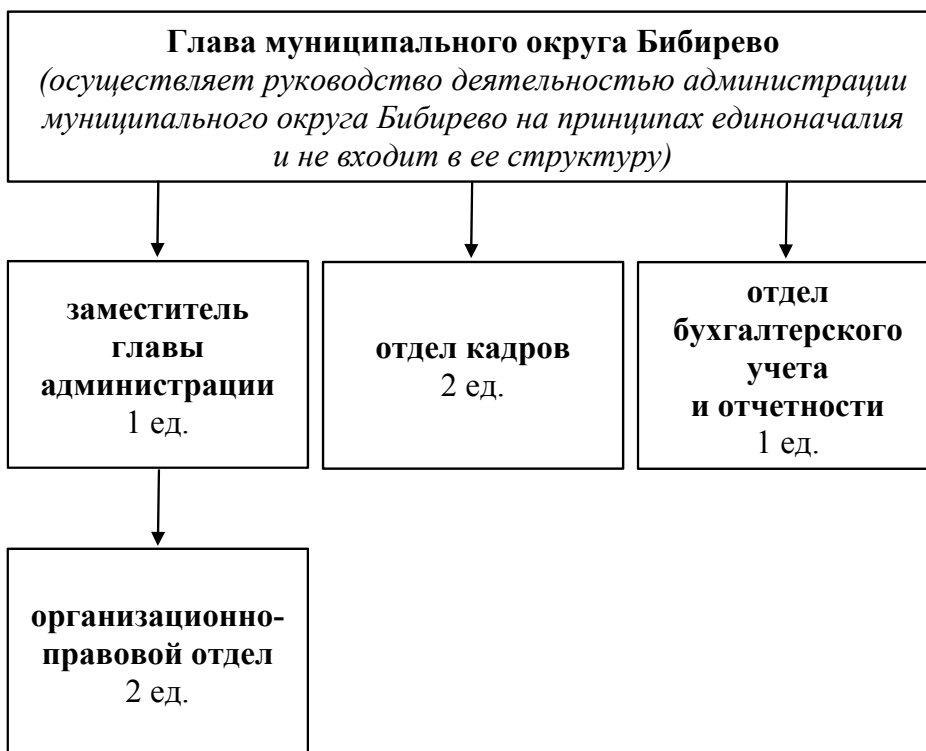 Глава муниципального округа Бибирево
(осуществляет руководство деятельностью администрации
муниципального округа Бибирево на принципах единоначалия
и не входит в ее структуру)
заместитель
главы
администрации
1 ед.
отдел кадров
2 ед.
отдел
бухгалтерского
учета
и отчетности
1 ед.
организационно-
правовой отдел
2 ед.